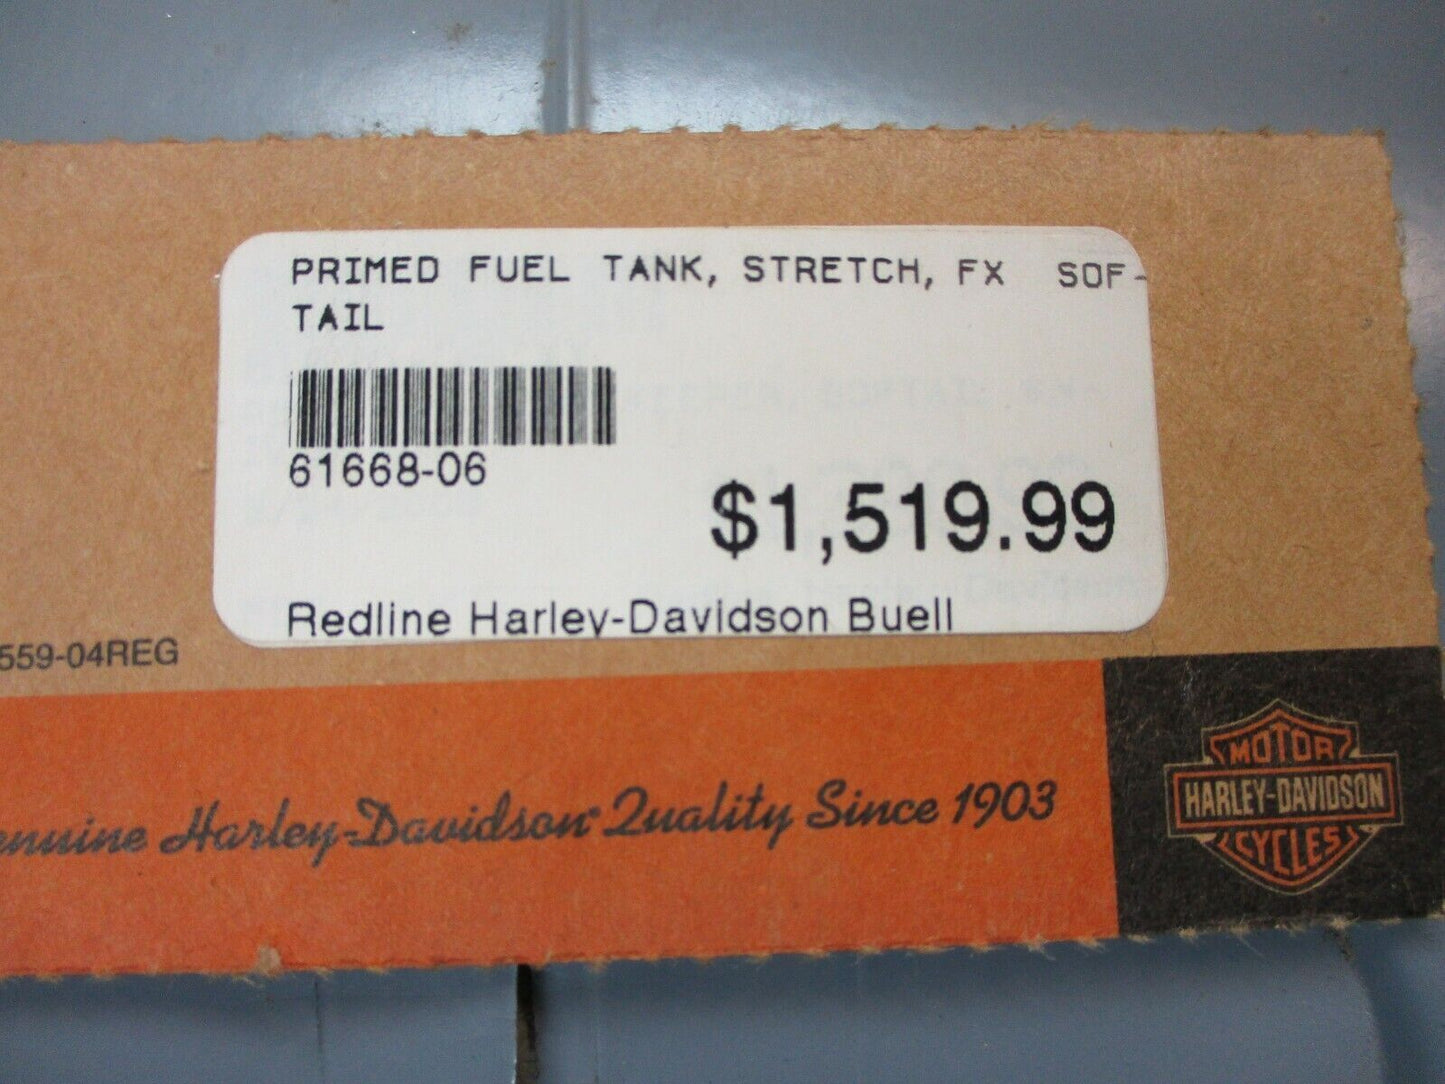 PRIMED FUEL TANK, STRETCH, FX SOF-
TAIL
61668-06
$1,519.99
Redline Harley-Davidson Buell
559-04REG
enuine Harley-Davidson Quality Since 1903
MOTOR
HARLEY-DAVIDSON
CYCLES